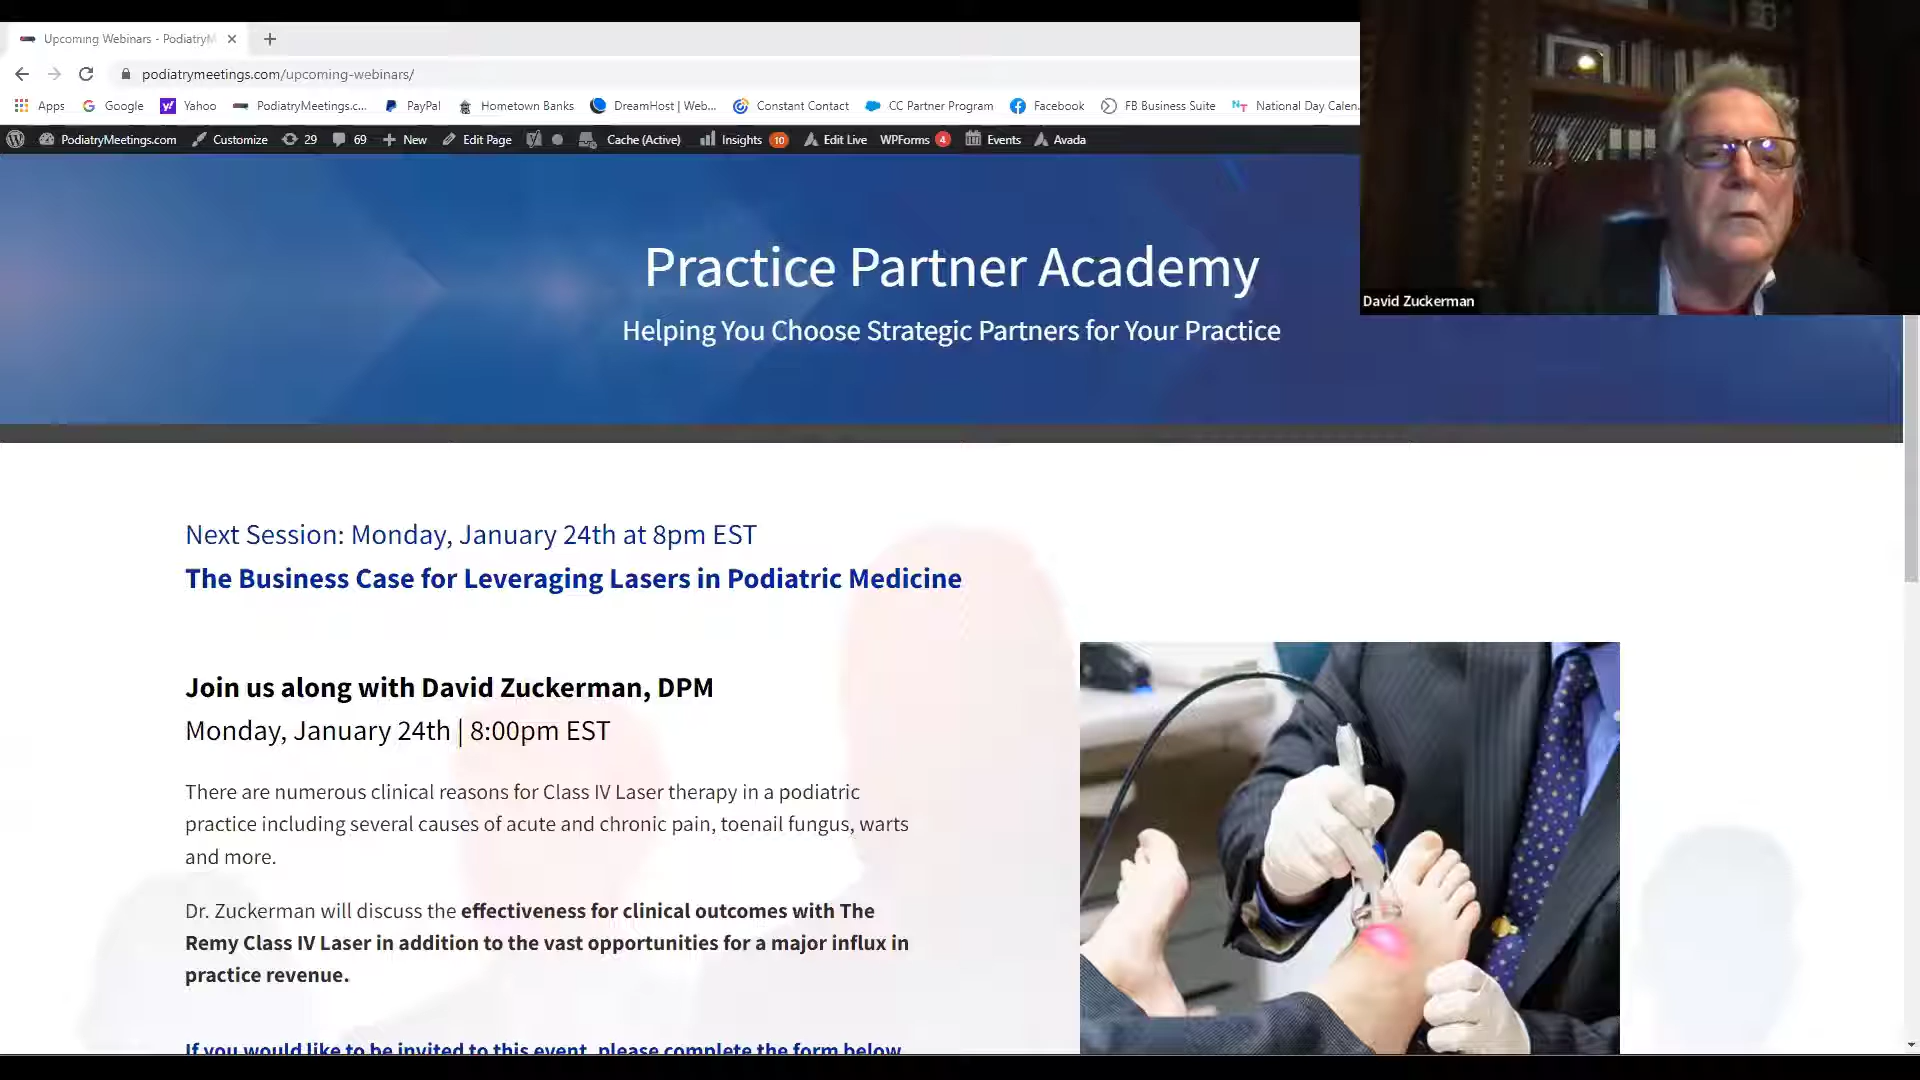 Upcoming Webinars - PodiatryM
podiatrymeetings.com/upcoming-webinars/
Apps Google Yahoo PodiatryMeetings.c... PayPal Hometown Banks DreamHost | Web... Constant Contact CC Partner Program Facebook FB Business Suite National Day Calen..
PodiatryMeetings.com Customize 29 69 New Edit Page Cache (Active) Insights 10 Edit Live WPForms 4 Events Avada
David Zuckerman
Practice Partner Academy
Helping You Choose Strategic Partners for Your Practice
Next Session: Monday, January 24th at 8pm EST
The Business Case for Leveraging Lasers in Podiatric Medicine
Join us along with David Zuckerman, DPM
Monday, January 24th | 8:00pm EST
There are numerous clinical reasons for Class IV Laser therapy in a podiatric
practice including several causes of acute and chronic pain, toenail fungus, warts
and more.
Dr. Zuckerman will discuss the effectiveness for clinical outcomes with The
Remy Class IV Laser in addition to the vast opportunities for a major influx in
practice revenue.
If you would like to be invited to this event, please complete the form below